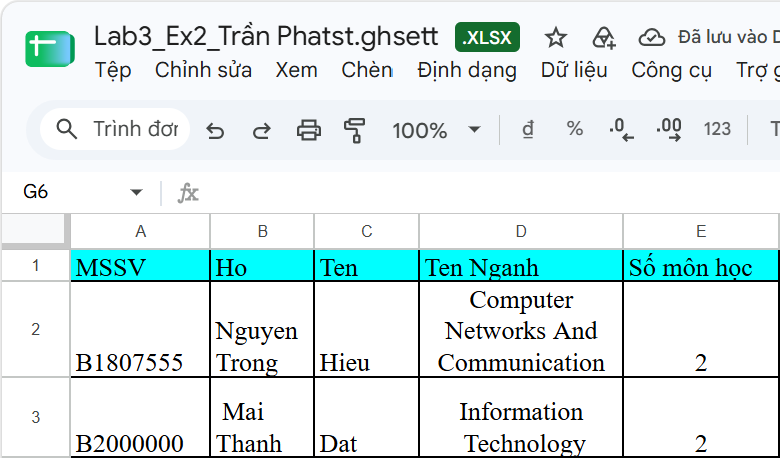 Lab3_Ex2_Trần Phatst.ghsett .XLSX Đã lưu vào D
Tệp Chỉnh sửa Xem Chèn Định dạng Dữ liệu Công cụ Trợ g
Trình đơn 100% đ % .0 .00 123 T
G6 fx
A B C D E
1 MSSV Ho Ten Ten Nganh Số môn học
Computer
2 Nguyen Networks And
B1807555 Trong Hieu Communication 2
3 Mai Information
B2000000 Thanh Dat Technology 2